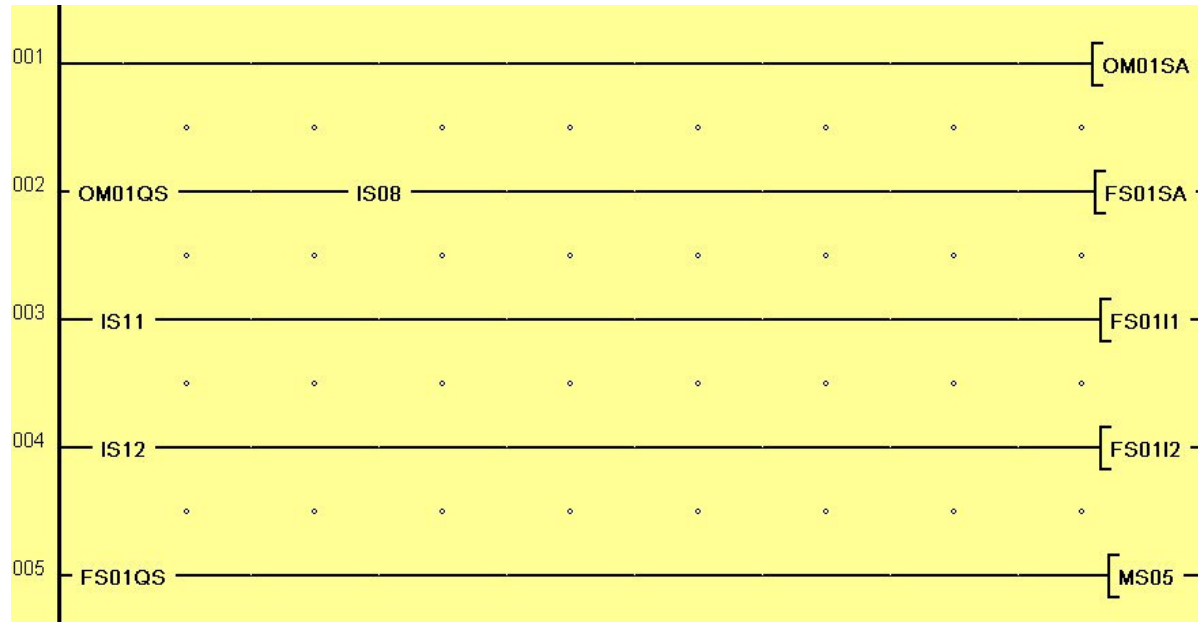 001 OM01SA
002 OM01QS IS08 FS01SA
003 IS11 FS01I1
004 IS12 FS01I2
005 FS01QS MS05